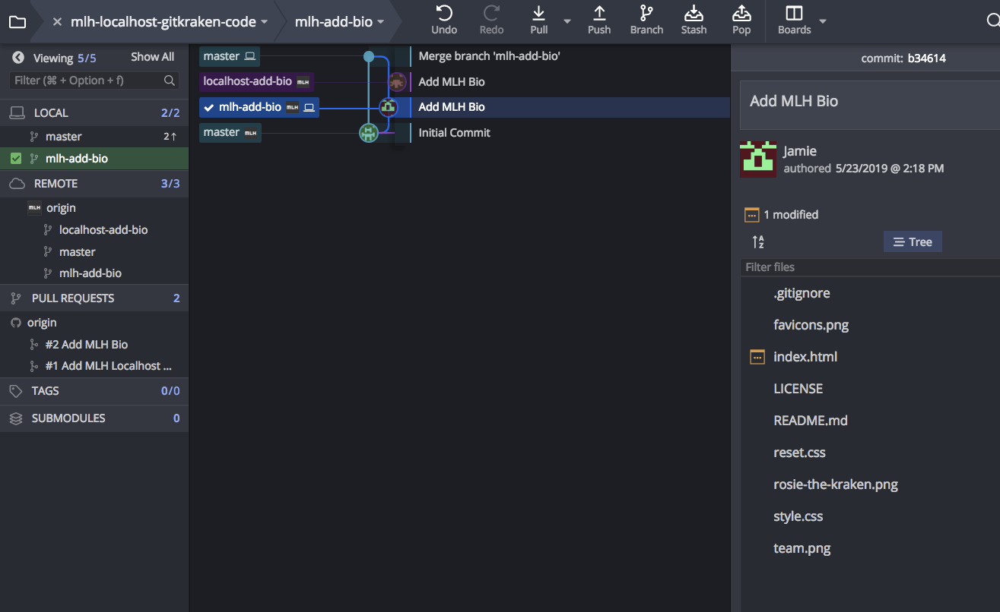 mlh-localhost-gitkraken-code
mlh-add-bio
Undo
Redo
Pull
Push
Branch
Stash
Pop
Boards
Viewing 5/5 Show All
Filter (⌘ + Option + f)
LOCAL 2/2
master 2↑
mlh-add-bio
REMOTE 3/3
MLH origin
localhost-add-bio
master
mlh-add-bio
PULL REQUESTS 2
origin
#2 Add MLH Bio
#1 Add MLH Localhost ...
TAGS 0/0
SUBMODULES 0
master Merge branch 'mlh-add-bio'
localhost-add-bio MLH Add MLH Bio
mlh-add-bio MLH Add MLH Bio
master MLH Initial Commit
commit: b34614
Add MLH Bio
Jamie
authored 5/23/2019 @ 2:18 PM
1 modified
A
Z
Tree
Filter files
.gitignore
favicons.png
index.html
LICENSE
README.md
reset.css
rosie-the-kraken.png
style.css
team.png